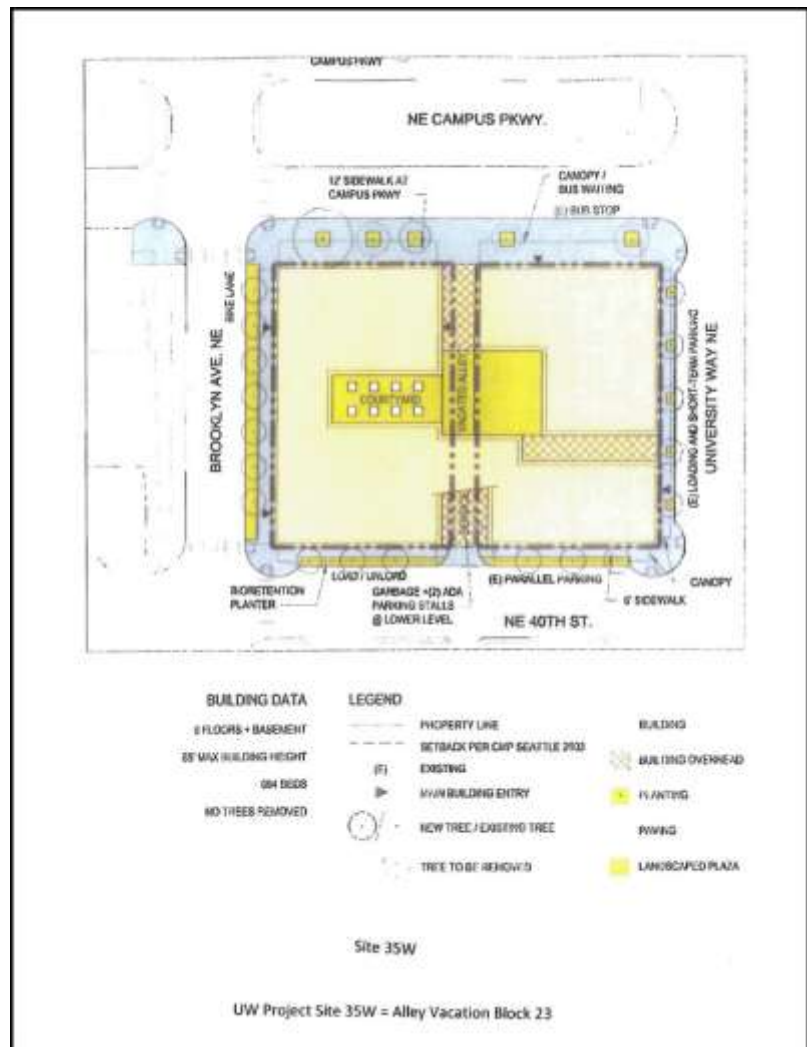 CAMPUS PKWY
NE CAMPUS PKWY.
12' SIDEWALK AT
CAMPUS PKWY
CANOPY /
BUS WAITING
(E) BUS STOP
BROOKLYN AVE. NE
BIKE LANE
COURTYARD
VACATED ALLEY
(E) LOADING AND SHORT-TERM PARKING
UNIVERSITY WAY NE
BIORETENTION
PLANTER
LOAD / UNLOAD
GARBAGE +(2) ADA
PARKING STALLS
@ LOWER LEVEL
(E) PARALLEL PARKING
CANOPY
6' SIDEWALK
NE 40TH ST.
BUILDING DATA
FLOORS + BASEMENT
MAX BUILDING HEIGHT
BEDS
NO TREES REMOVED
LEGEND
PROPERTY LINE
SETBACK PER CMP SEATTLE 2003
(E) EXISTING
MAIN BUILDING ENTRY
NEW TREE / EXISTING TREE
TREE TO BE REMOVED
BUILDING
BUILDING OVERHEAD
PLANTING
PAVING
LANDSCAPED PLAZA
Site 35W
UW Project Site 35W = Alley Vacation Block 23